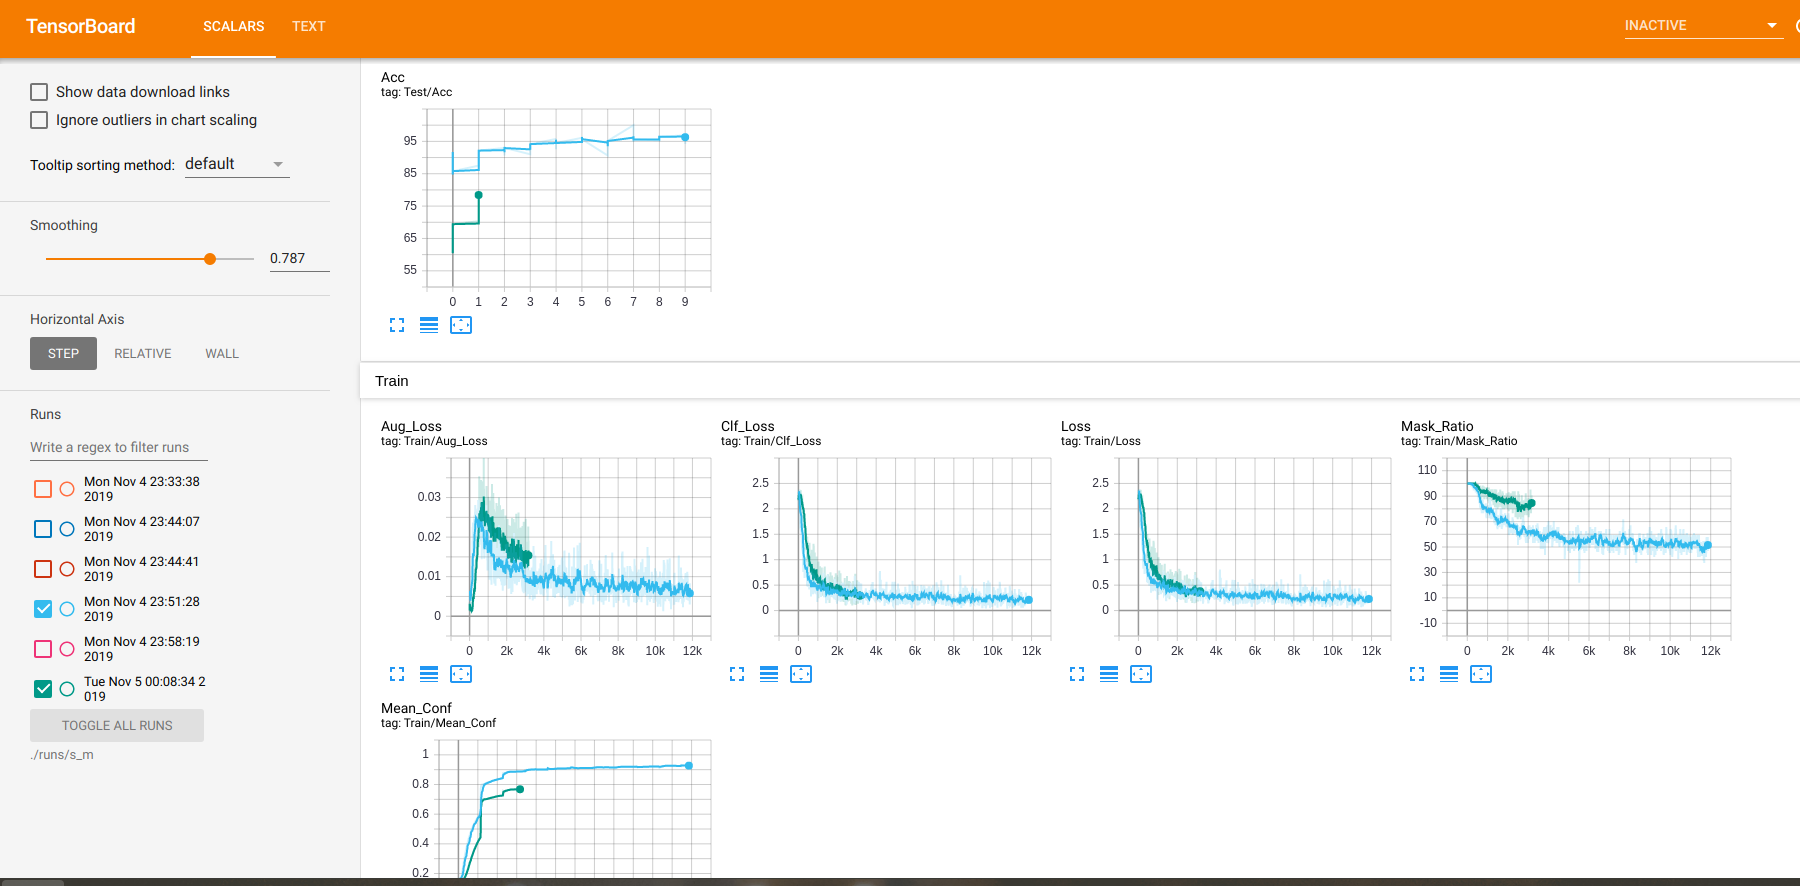 TensorBoard
SCALARS
TEXT
INACTIVE
Show data download links
Ignore outliers in chart scaling
Tooltip sorting method:
default
Smoothing
0.787
Horizontal Axis
STEP
RELATIVE
WALL
Runs
Write a regex to filter runs
Mon Nov 4 23:33:38
2019
Mon Nov 4 23:44:07
2019
Mon Nov 4 23:44:41
2019
Mon Nov 4 23:51:28
2019
Mon Nov 4 23:58:19
2019
Tue Nov 5 00:08:34 2
019
TOGGLE ALL RUNS
./runs/s_m
Acc
tag: Test/Acc
95
85
75
65
55
0 1 2 3 4 5 6 7 8 9
Train
Aug_Loss
tag: Train/Aug_Loss
0.03
0.02
0.01
0
0 2k 4k 6k 8k 10k 12k
Clf_Loss
tag: Train/Clf_Loss
2.5
2
1.5
1
0.5
0
0 2k 4k 6k 8k 10k 12k
Loss
tag: Train/Loss
2.5
2
1.5
1
0.5
0
0 2k 4k 6k 8k 10k 12k
Mask_Ratio
tag: Train/Mask_Ratio
110
90
70
50
30
10
-10
0 2k 4k 6k 8k 10k 12k
Mean_Conf
tag: Train/Mean_Conf
1
0.8
0.6
0.4
0.2